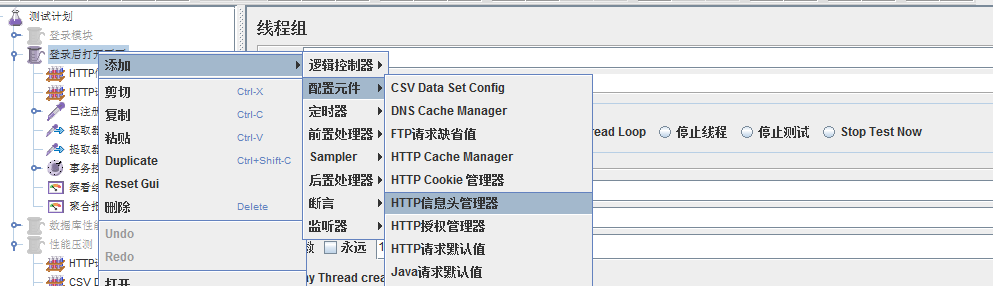 测试计划
登录模块
登录后打开
HTTP
HTTP
已注册
提取器
提取器
事务控
察看结
聚合报
数据库性能
性能压测
HTTP
CSV D
添加
剪切 Ctrl-X
复制 Ctrl-C
粘贴 Ctrl-V
Duplicate Ctrl+Shift-C
Reset Gui
删除 Delete
Undo
Redo
打开
逻辑控制器
配置元件
定时器
前置处理器
Sampler
后置处理器
断言
监听器
CSV Data Set Config
DNS Cache Manager
FTP请求缺省值
HTTP Cache Manager
HTTP Cookie 管理器
HTTP信息头管理器
HTTP授权管理器
HTTP请求默认值
Java请求默认值
线程组
read Loop 停止线程 停止测试 Stop Test Now
数 永远 1
ay Thread crea